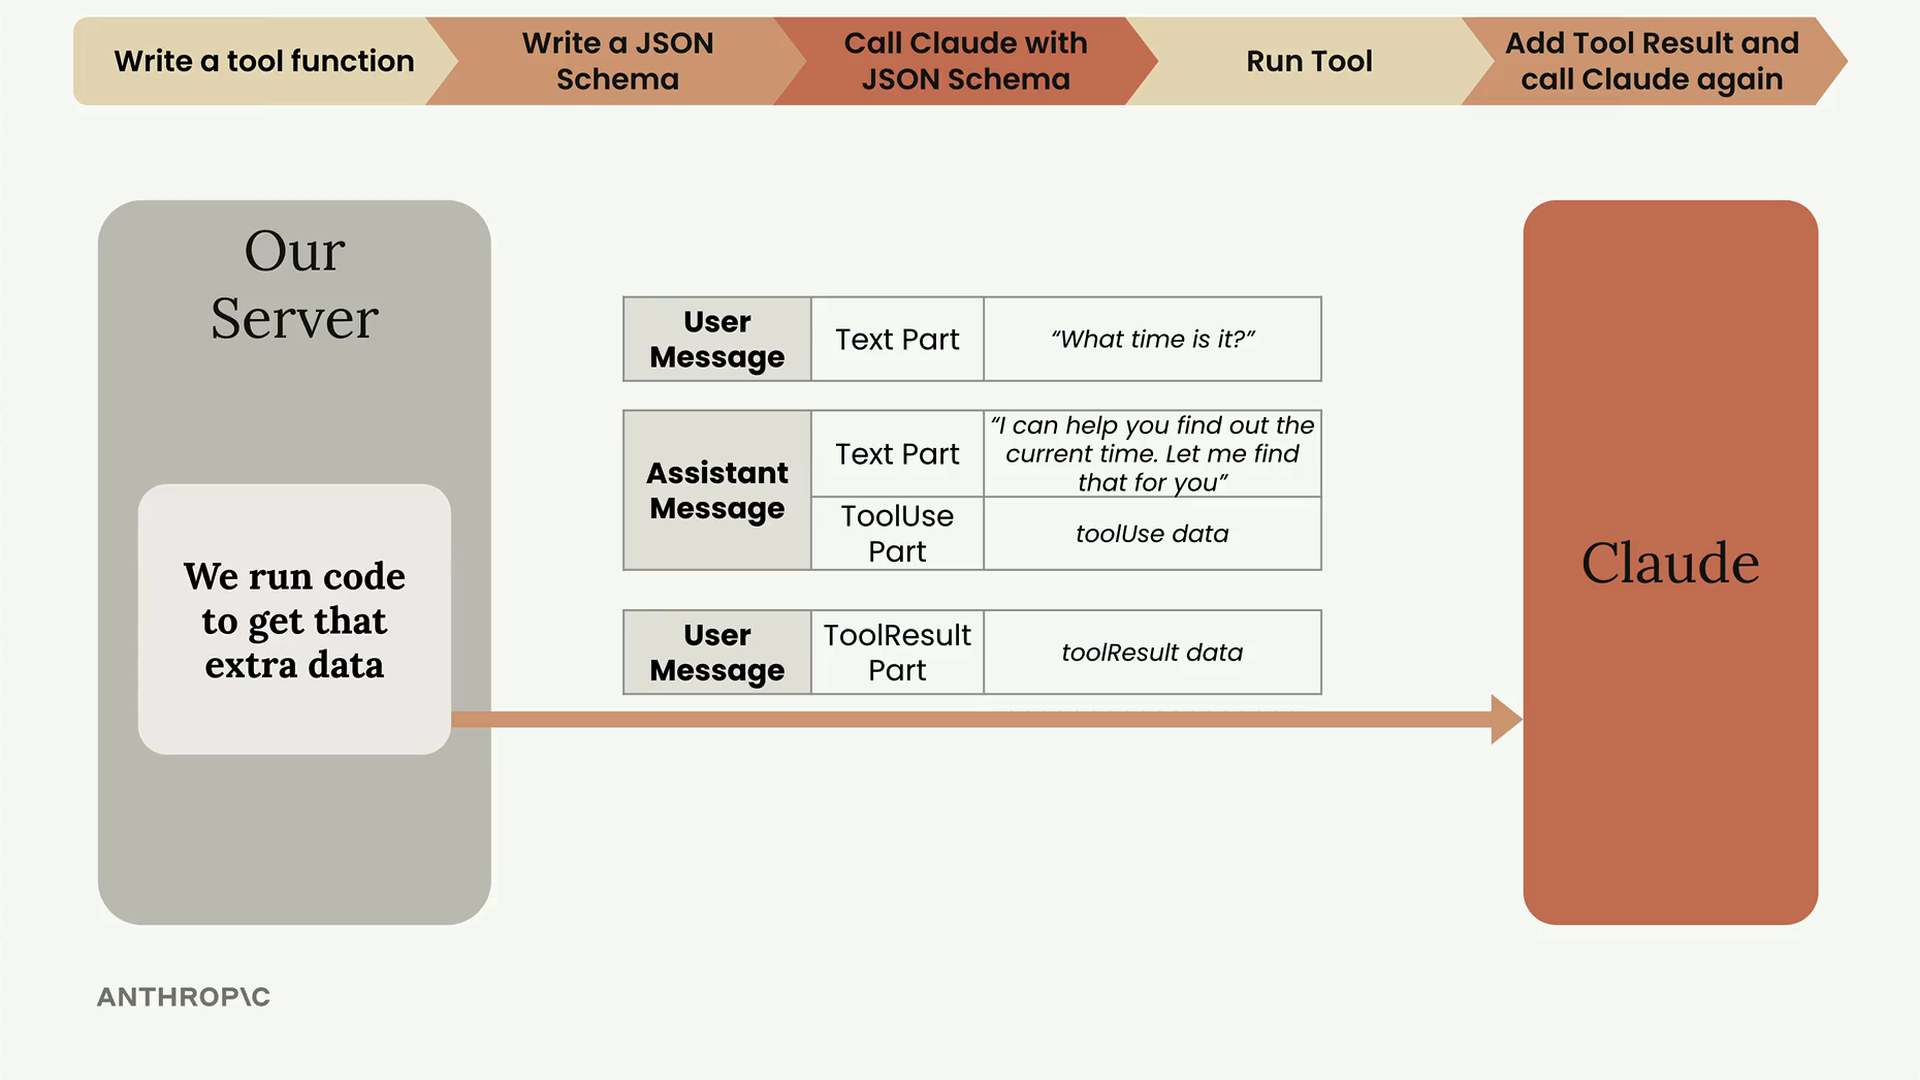 Write a tool function
Write a JSON
Schema
Call Claude with
JSON Schema
Run Tool
Add Tool Result and
call Claude again
Our
Server
We run code
to get that
extra data
User
Message
Text Part
“What time is it?”
Assistant
Message
Text Part
“I can help you find out the
current time. Let me find
that for you”
ToolUse
Part
toolUse data
User
Message
ToolResult
Part
toolResult data
Claude
ANTHROP\C